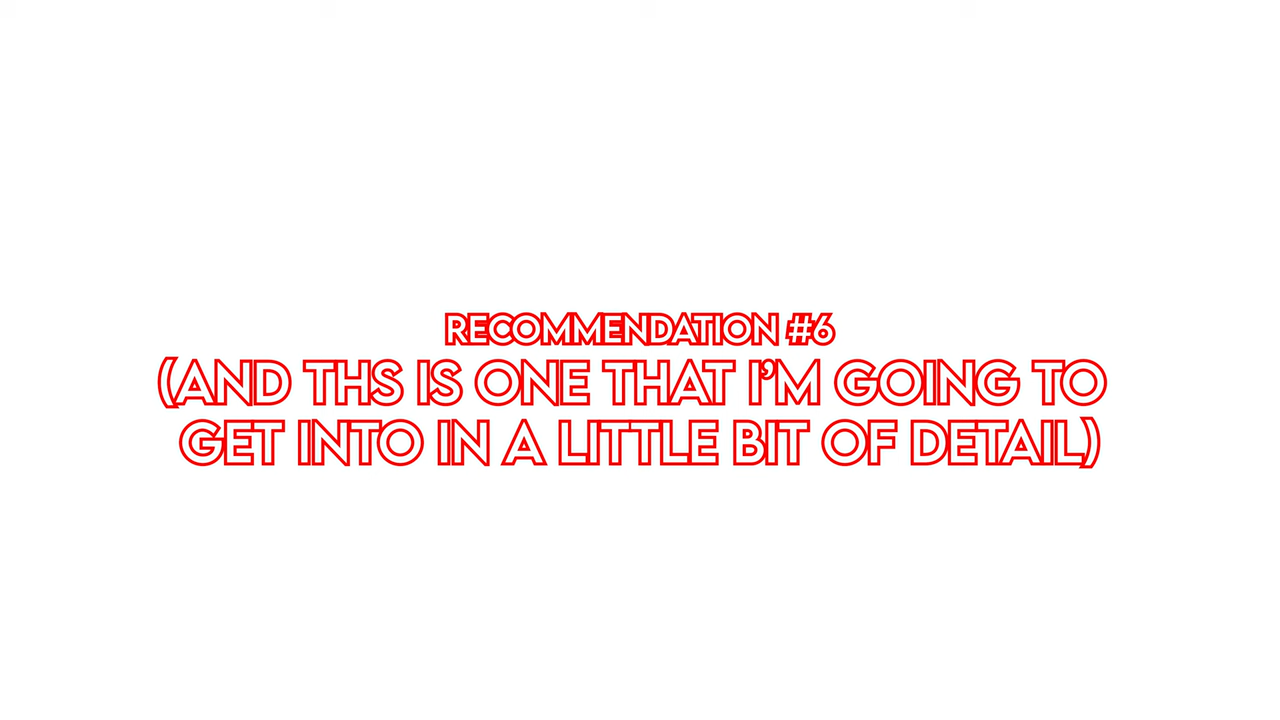 RECOMMENDATION #6
(AND THS IS ONE THAT I'M GOING TO
GET INTO IN A LITTLE BIT OF DETAIL)